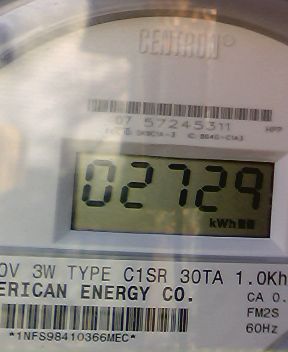 CENTRON®
07 57245311 HPP
02729
kWh
0V 3W TYPE C1SR 30TA 1.0Kh
ERICAN ENERGY CO. CA 0.
FM2S
60Hz
*1NFS98410366MEC*